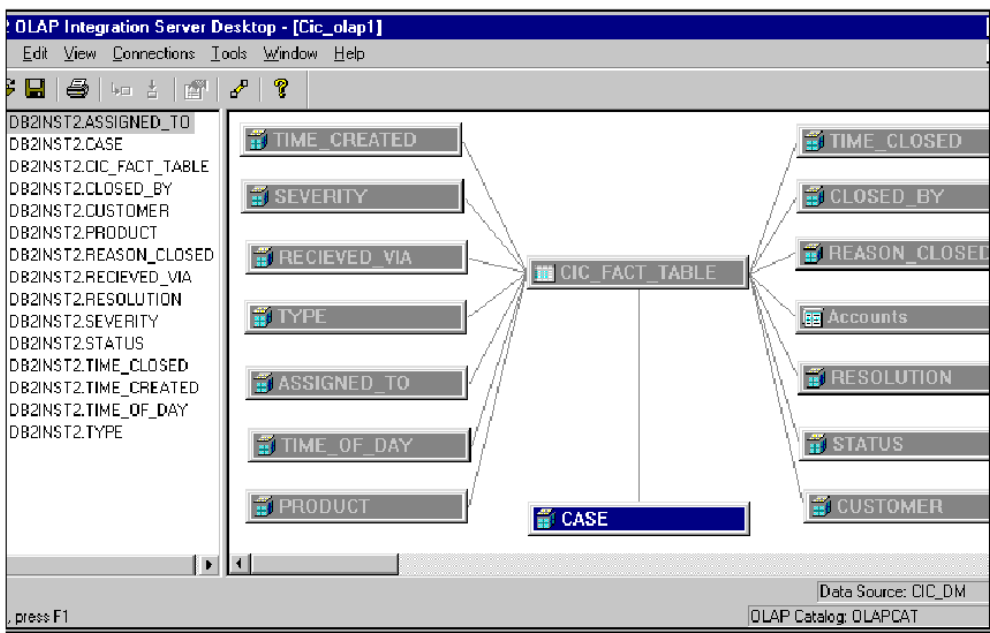 2 OLAP Integration Server Desktop - [Cic_olap1]
Edit View Connections Tools Window Help
DB2INST2.ASSIGNED_TO
DB2INST2.CASE
DB2INST2.CIC_FACT_TABLE
DB2INST2.CLOSED_BY
DB2INST2.CUSTOMER
DB2INST2.PRODUCT
DB2INST2.REASON_CLOSED
DB2INST2.RECIEVED_VIA
DB2INST2.RESOLUTION
DB2INST2.SEVERITY
DB2INST2.STATUS
DB2INST2.TIME_CLOSED
DB2INST2.TIME_CREATED
DB2INST2.TIME_OF_DAY
DB2INST2.TYPE
TIME_CREATED
SEVERITY
RECIEVED_VIA
TYPE
ASSIGNED_TO
TIME_OF_DAY
PRODUCT
CIC_FACT_TABLE
CASE
TIME_CLOSED
CLOSED_BY
REASON_CLOSED
Accounts
RESOLUTION
STATUS
CUSTOMER
Data Source: CIC_DM
, press F1
OLAP Catalog: OLAPCAT